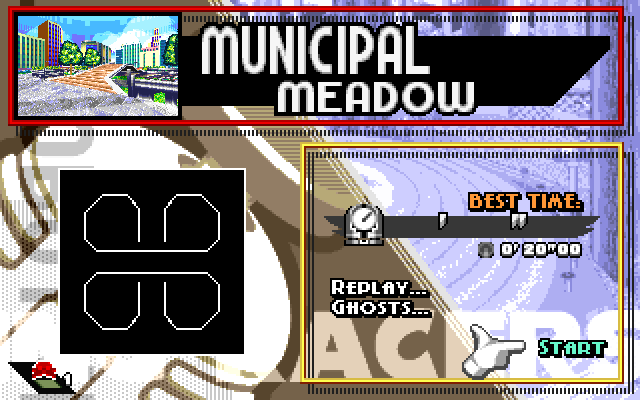 MUNICIPAL
MEADOW
BEST TIME:
0'20"00
REPLAY...
GHOSTS...
START